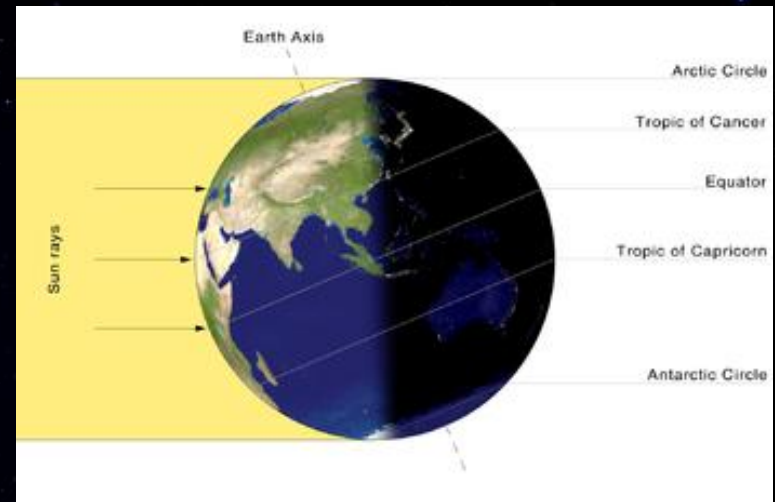 Earth Axis
Arctic Circle
Tropic of Cancer
Equator
Tropic of Capricorn
Sun rays
Antarctic Circle